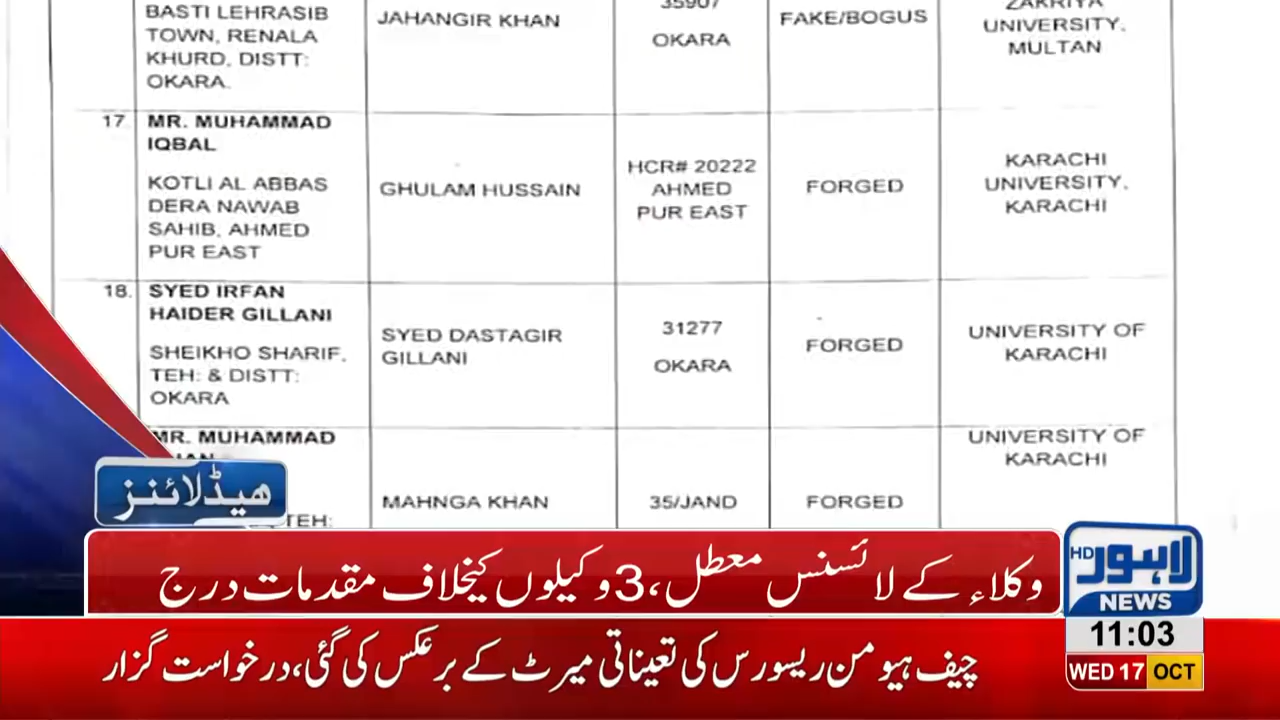 BASTI LEHRASIB
TOWN, RENALA
KHURD, DISTT:
OKARA.
JAHANGIR KHAN
35907
OKARA
FAKE/BOGUS
ZAKRIYA
UNIVERSITY,
MULTAN
17.
MR. MUHAMMAD
IQBAL
KOTLI AL ABBAS
DERA NAWAB
SAHIB, AHMED
PUR EAST
GHULAM HUSSAIN
HCR# 20222
AHMED
PUR EAST
FORGED
KARACHI
UNIVERSITY,
KARACHI
18.
SYED IRFAN
HAIDER GILLANI
SHEIKHO SHARIF,
TEH: & DISTT:
OKARA
SYED DASTAGIR
GILLANI
31277
OKARA
FORGED
UNIVERSITY OF
KARACHI
MR. MUHAMMAD
TEH:
MAHNGA KHAN
35/JAND
FORGED
UNIVERSITY OF
KARACHI
ھیڈلائنز
وکلاء کے لائسنس معطل، 3 وکیلوں کیخلاف مقدمات درج
چیف ہیومن ریسورس کی تعیناتی میرٹ کے برعکس کی گئی، درخواست گزار
لاہور HD
NEWS
11:03
WED 17 OCT